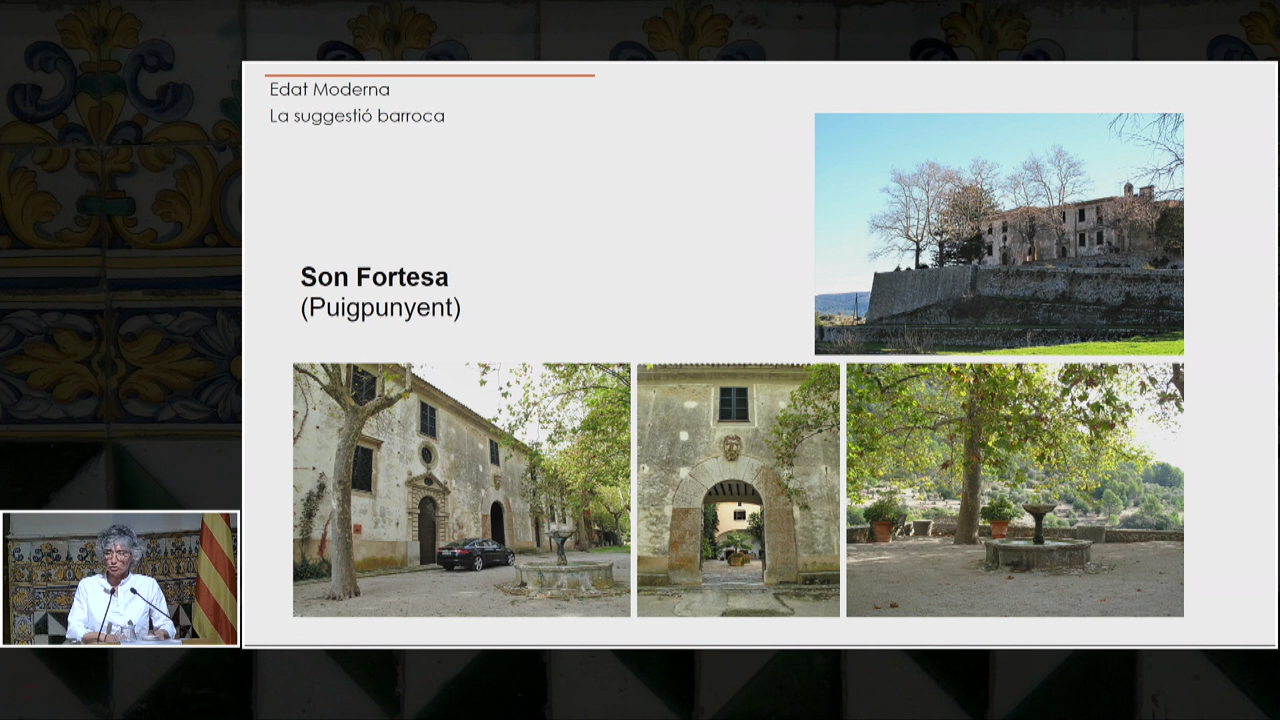 Edat Moderna
La suggestió barroca
Son Fortesa
(Puigpunyent)